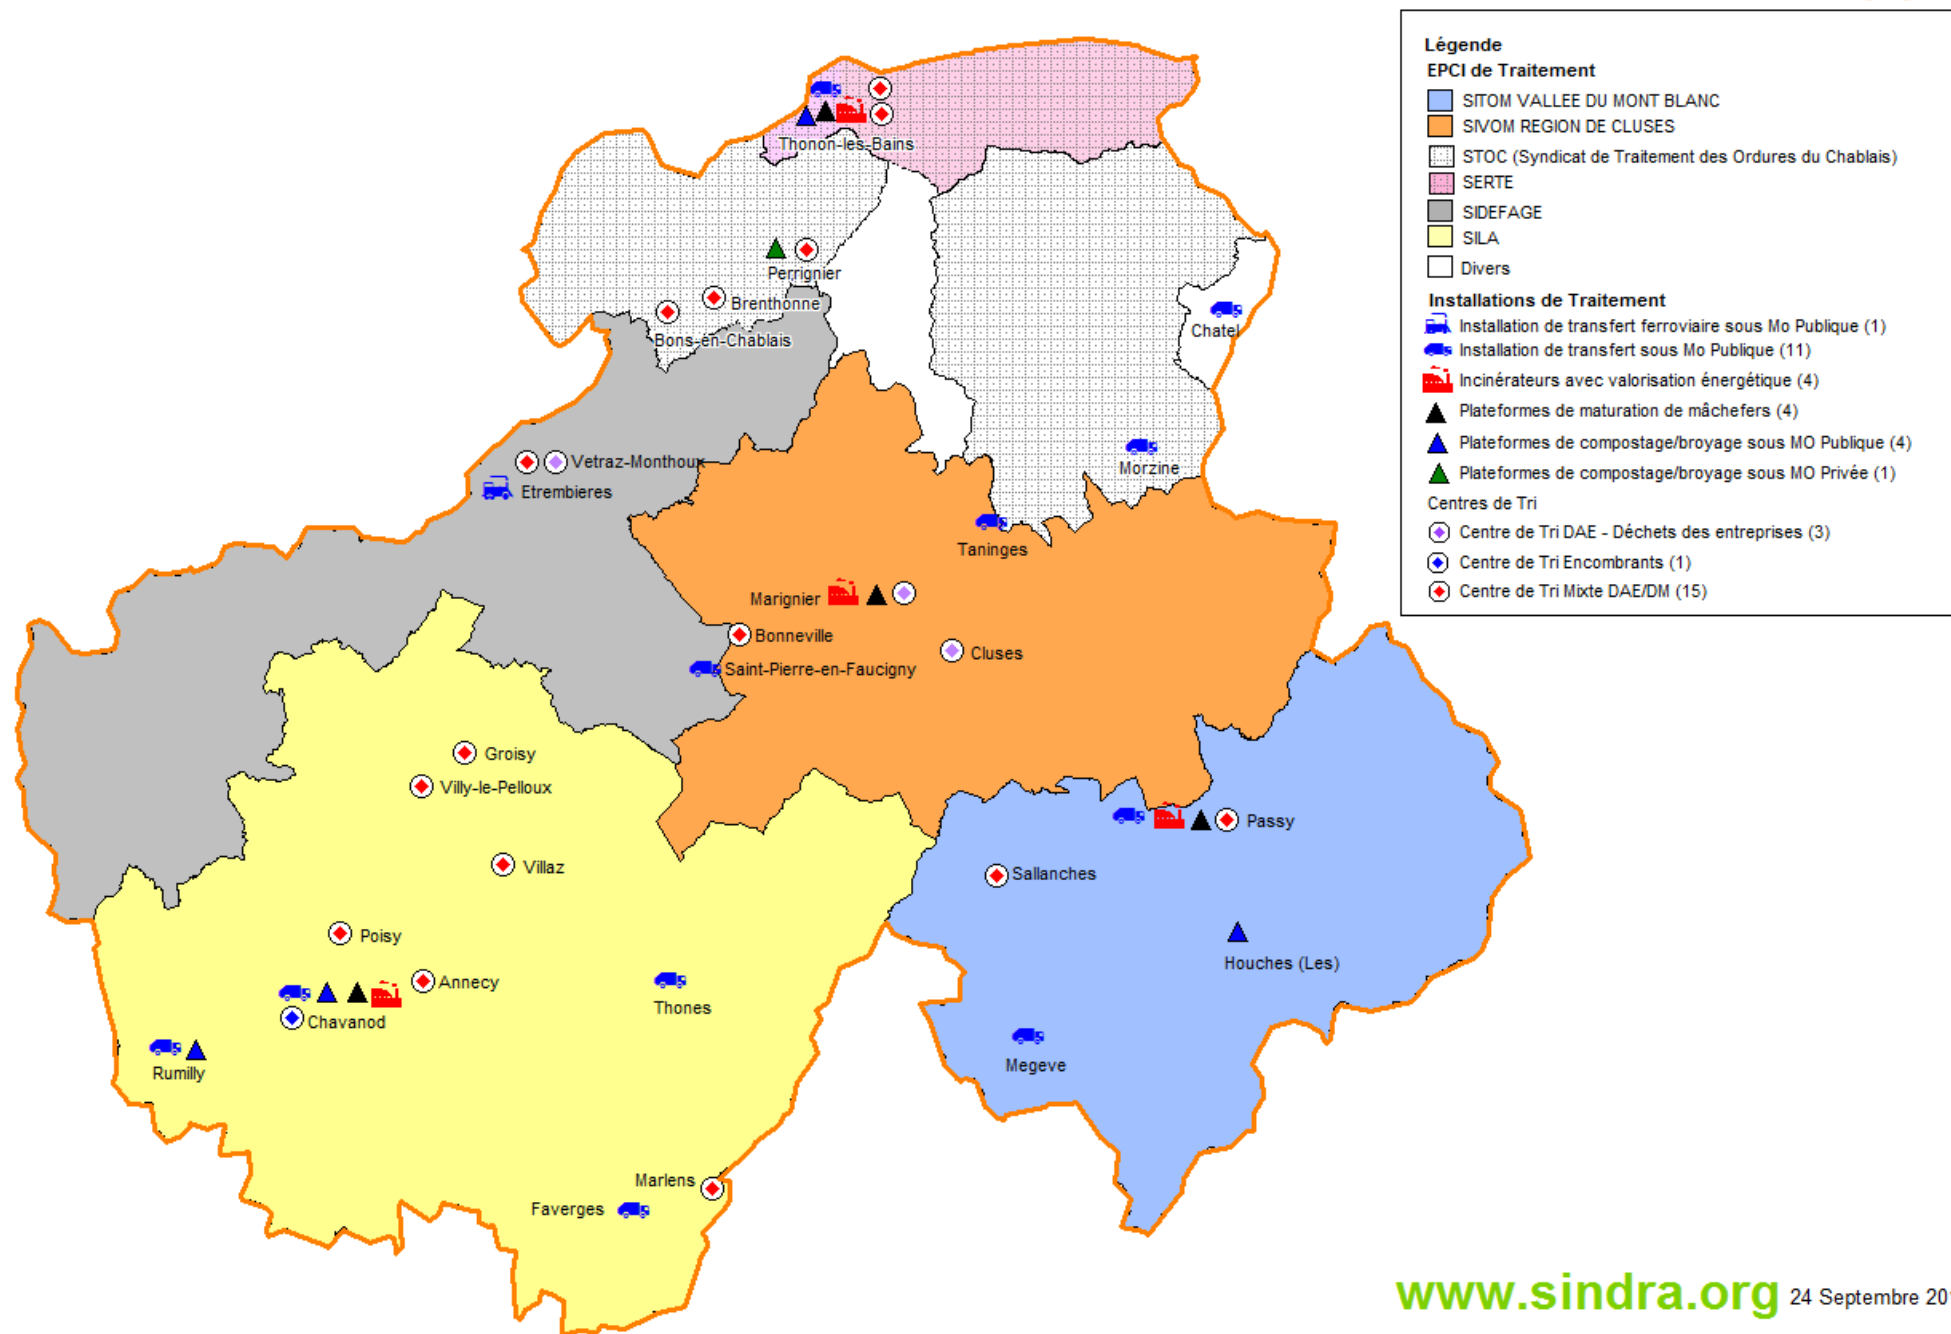 Légende
EPCI de Traitement
SITOM VALLEE DU MONT BLANC
SIVOM REGION DE CLUSES
STOC (Syndicat de Traitement des Ordures du Chablais)
SERTE
SIDEFAGE
SILA
Divers
Installations de Traitement
Installation de transfert ferroviaire sous Mo Publique (1)
Installation de transfert sous Mo Publique (11)
Incinérateurs avec valorisation énergétique (4)
Plateformes de maturation de mâchefers (4)
Plateformes de compostage/broyage sous MO Publique (4)
Plateformes de compostage/broyage sous MO Privée (1)
Centres de Tri
Centre de Tri DAE - Déchets des entreprises (3)
Centre de Tri Encombrants (1)
Centre de Tri Mixte DAE/DM (15)
Thonon-les-Bains
Perrignier
Brenthonne
Bons-en-Chablais
Chatel
Vetraz-Monthoux
Etrembieres
Morzine
Taninges
Marignier
Bonneville
Cluses
Saint-Pierre-en-Faucigny
Groisy
Villy-le-Pelloux
Villaz
Passy
Sallanches
Poisy
Houches (Les)
Annecy
Thones
Chavanod
Rumilly
Megeve
Marlens
Faverges
www.sindra.org 24 Septembre